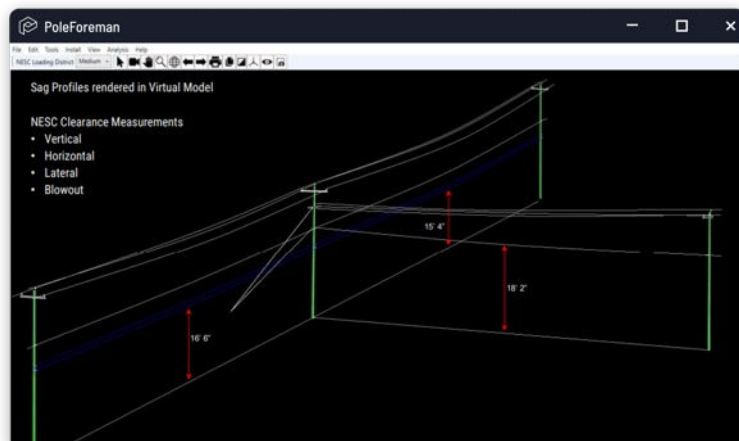 PoleForeman
File Edit Tools Install View Analysis Help
NESC Loading District Medium
Sag Profiles rendered in Virtual Model
NESC Clearance Measurements
• Vertical
• Horizontal
• Lateral
• Blowout
15' 4"
18' 2"
16' 6"